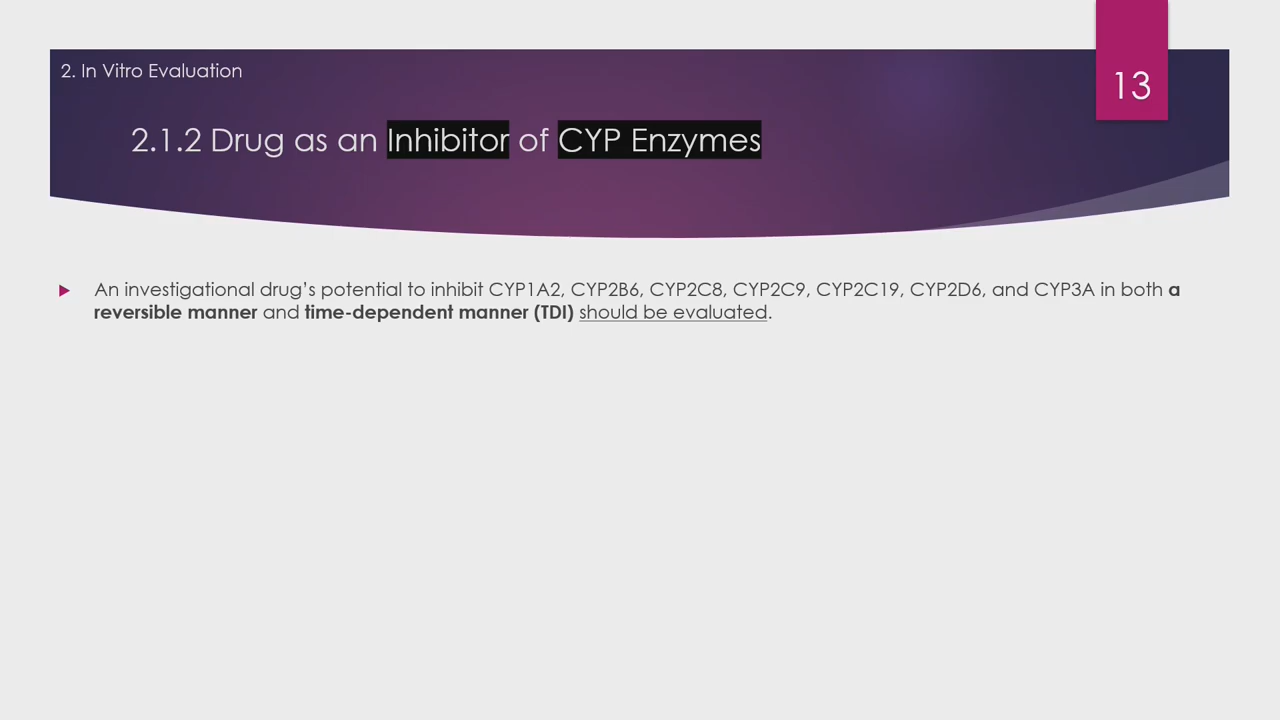 2. In Vitro Evaluation
13
2.1.2 Drug as an Inhibitor of CYP Enzymes
An investigational drug’s potential to inhibit CYP1A2, CYP2B6, CYP2C8, CYP2C9, CYP2C19, CYP2D6, and CYP3A in both a
reversible manner and time-dependent manner (TDI) should be evaluated.